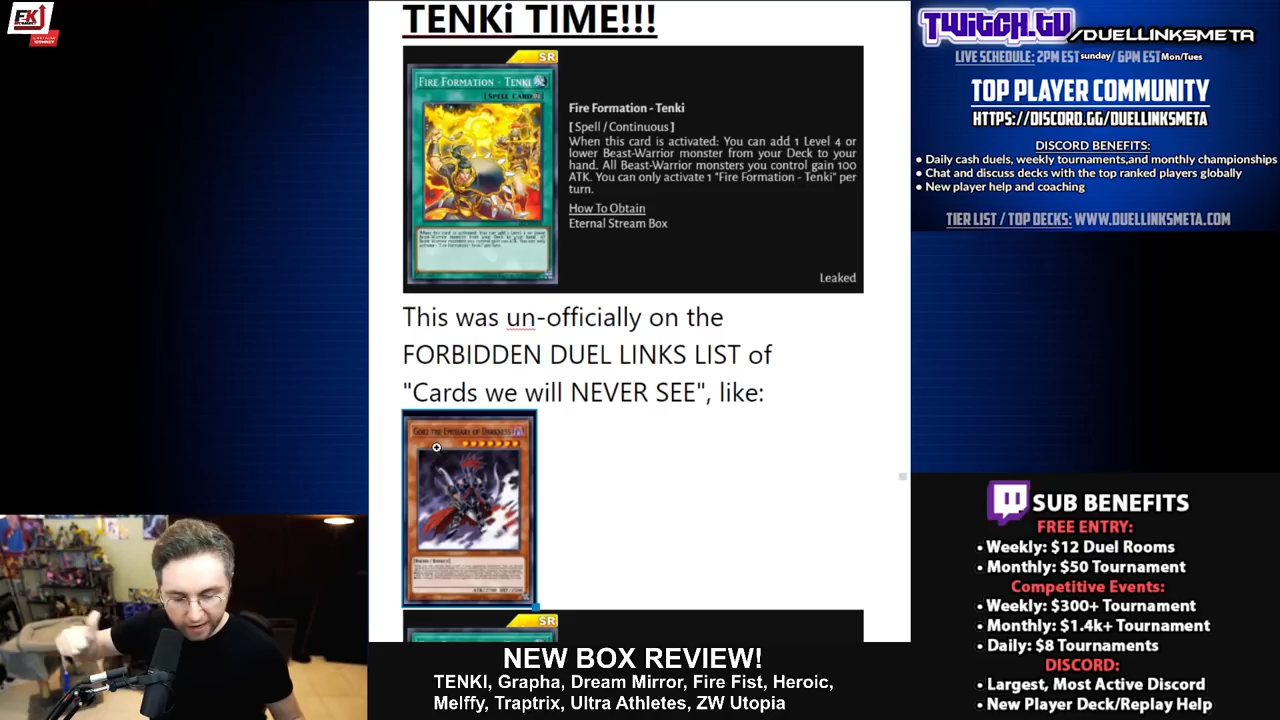 TENKi TIME!!!
SR
FIRE FORMATION - TENKI
[SPELL CARD]
Fire Formation - Tenki
[ Spell / Continuous ]
When this card is activated: You can add 1 Level 4 or
lower Beast-Warrior monster from your Deck to your
hand. All Beast-Warrior monsters you control gain 100
ATK. You can only activate 1 "Fire Formation - Tenki" per
turn.
How To Obtain
Eternal Stream Box
Leaked
This was un-officially on the
FORBIDDEN DUEL LINKS LIST of
"Cards we will NEVER SEE", like:
GORZ THE EMISSARY OF DARKNESS
SR
NEW BOX REVIEW!
TENKI, Grapha, Dream Mirror, Fire Fist, Heroic,
Melffy, Traptrix, Ultra Athletes, ZW Utopia
TWiTCH.TV/DUELLINKSMETA
LIVE SCHEDULE: 2PM EST sunday/ 6PM EST Mon/Tues
TOP PLAYER COMMUNITY
HTTPS://DISCORD.GG/DUELLINKSMETA
DISCORD BENEFITS:
• Daily cash duels, weekly tournaments,and monthly championships
• Chat and discuss decks with the top ranked players globally
• New player help and coaching
TIER LIST / TOP DECKS: WWW.DUELLINKSMETA.COM
SUB BENEFITS
FREE ENTRY:
• Weekly: $12 Duel Rooms
• Monthly: $50 Tournament
Competitive Events:
• Weekly: $300+ Tournament
• Monthly: $1.4k+ Tournament
• Daily: $8 Tournaments
DISCORD:
• Largest, Most Active Discord
• New Player Deck/Replay Help